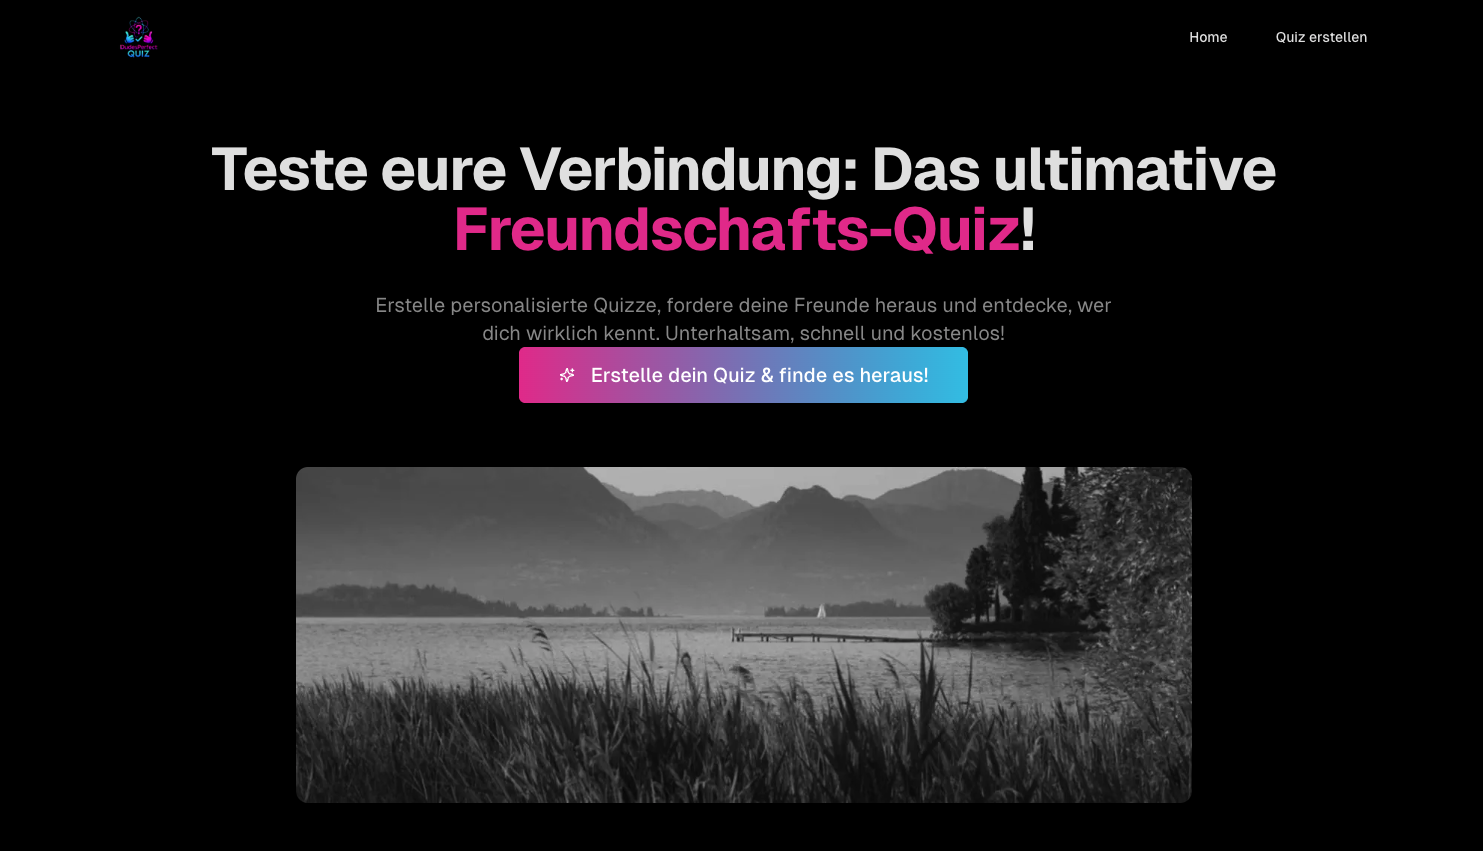 DudesPerfect
QUIZ
Home
Quiz erstellen
Teste eure Verbindung: Das ultimative
Freundschafts-Quiz!
Erstelle personalisierte Quizze, fordere deine Freunde heraus und entdecke, wer
dich wirklich kennt. Unterhaltsam, schnell und kostenlos!
Erstelle dein Quiz & finde es heraus!